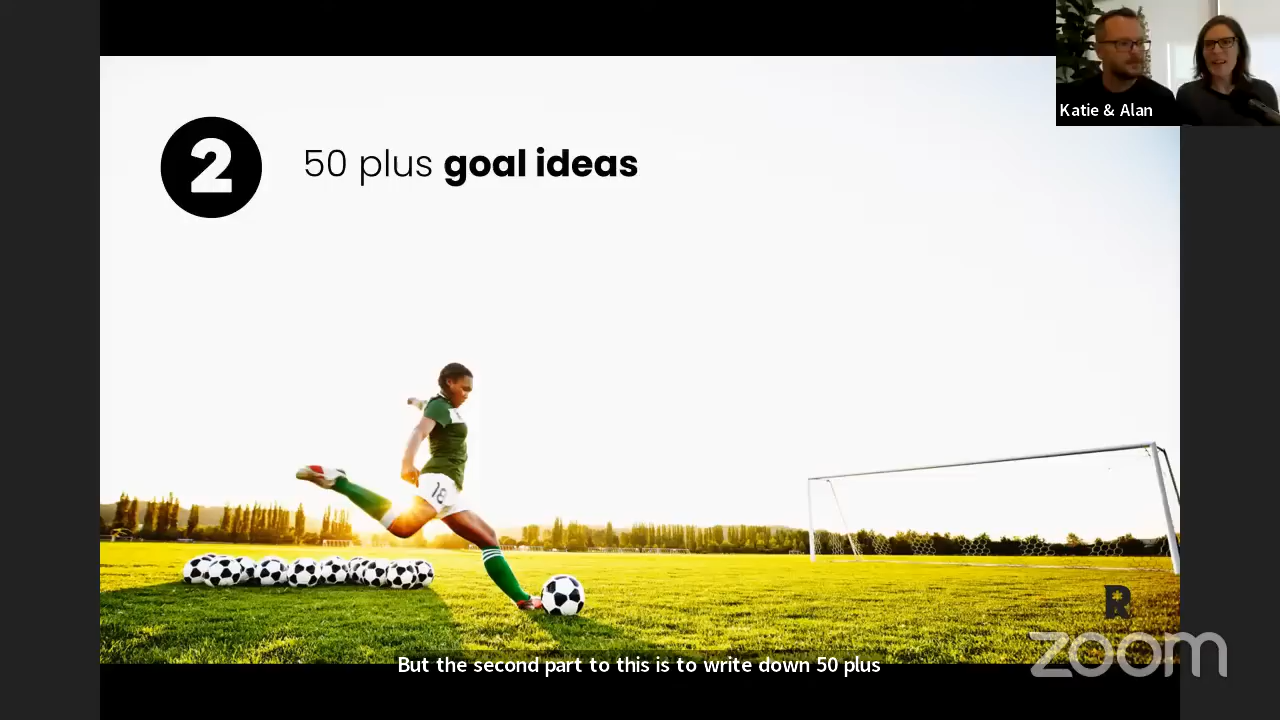 Katie & Alan
2
50 plus goal ideas
18
R
zoom
But the second part to this is to write down 50 plus